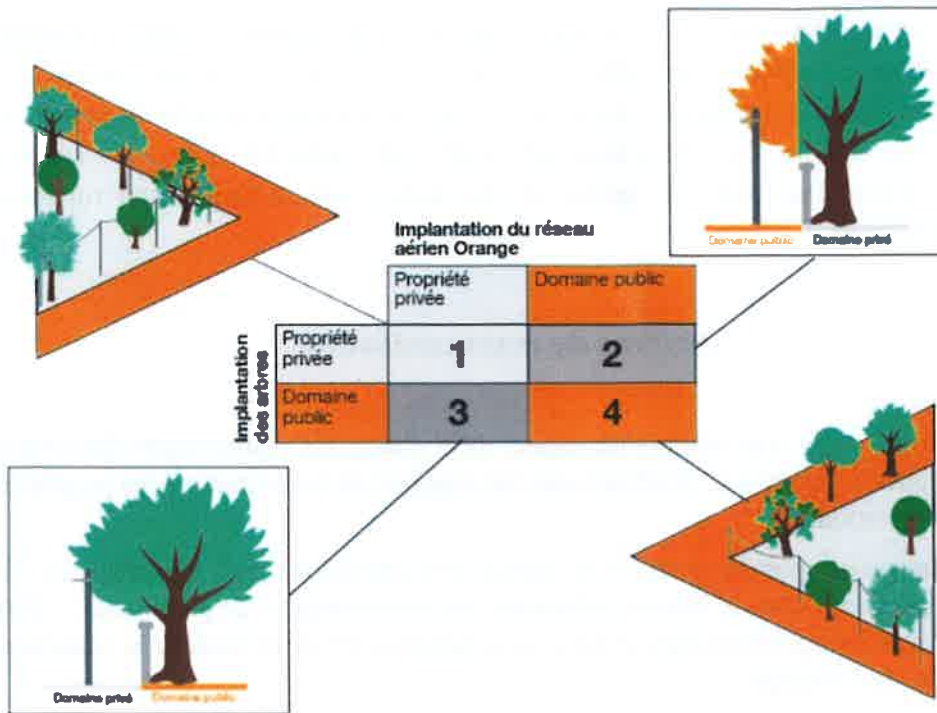 Domaine public Domaine privé
Implantation du réseau
aérien Orange
Propriété
privée
Domaine public
Implantation
des arbres
Propriété
privée
1
2
Domaine
public
3
4
Domaine privé Domaine public